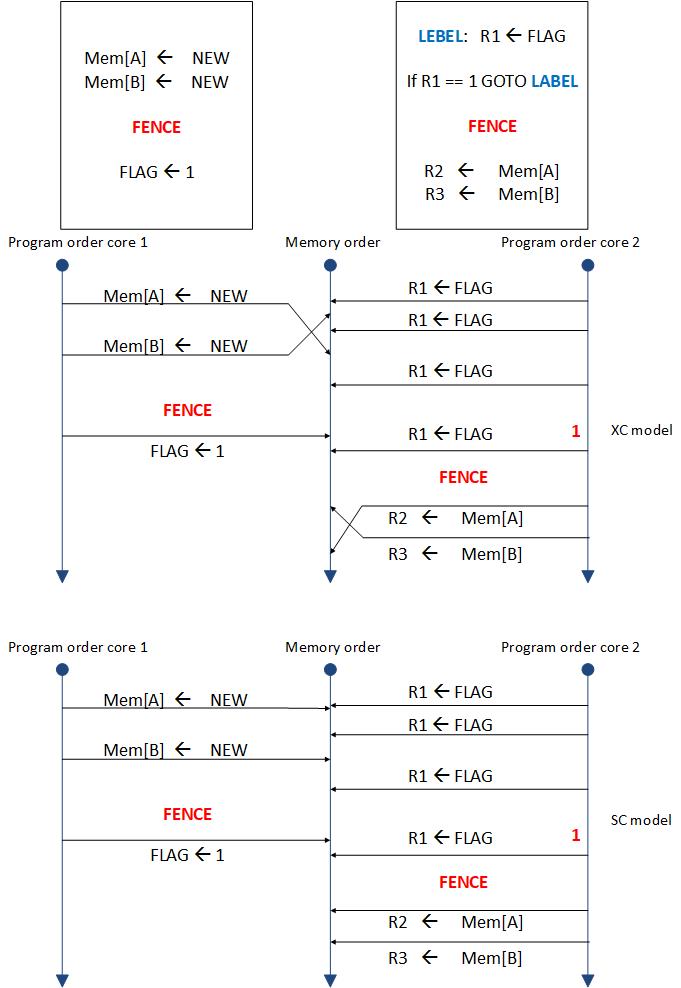 Mem[A] ← NEW
Mem[B] ← NEW
FENCE
FLAG ← 1
LEBEL: R1 ← FLAG
If R1 == 1 GOTO LABEL
FENCE
R2 ← Mem[A]
R3 ← Mem[B]
Program order core 1
Memory order
Program order core 2
Mem[A] ← NEW
R1 ← FLAG
R1 ← FLAG
Mem[B] ← NEW
R1 ← FLAG
FENCE
FLAG ← 1
R1 ← FLAG
1
XC model
FENCE
R2 ← Mem[A]
R3 ← Mem[B]
Program order core 1
Memory order
Program order core 2
Mem[A] ← NEW
R1 ← FLAG
R1 ← FLAG
Mem[B] ← NEW
R1 ← FLAG
FENCE
FLAG ← 1
R1 ← FLAG
1
SC model
FENCE
R2 ← Mem[A]
R3 ← Mem[B]